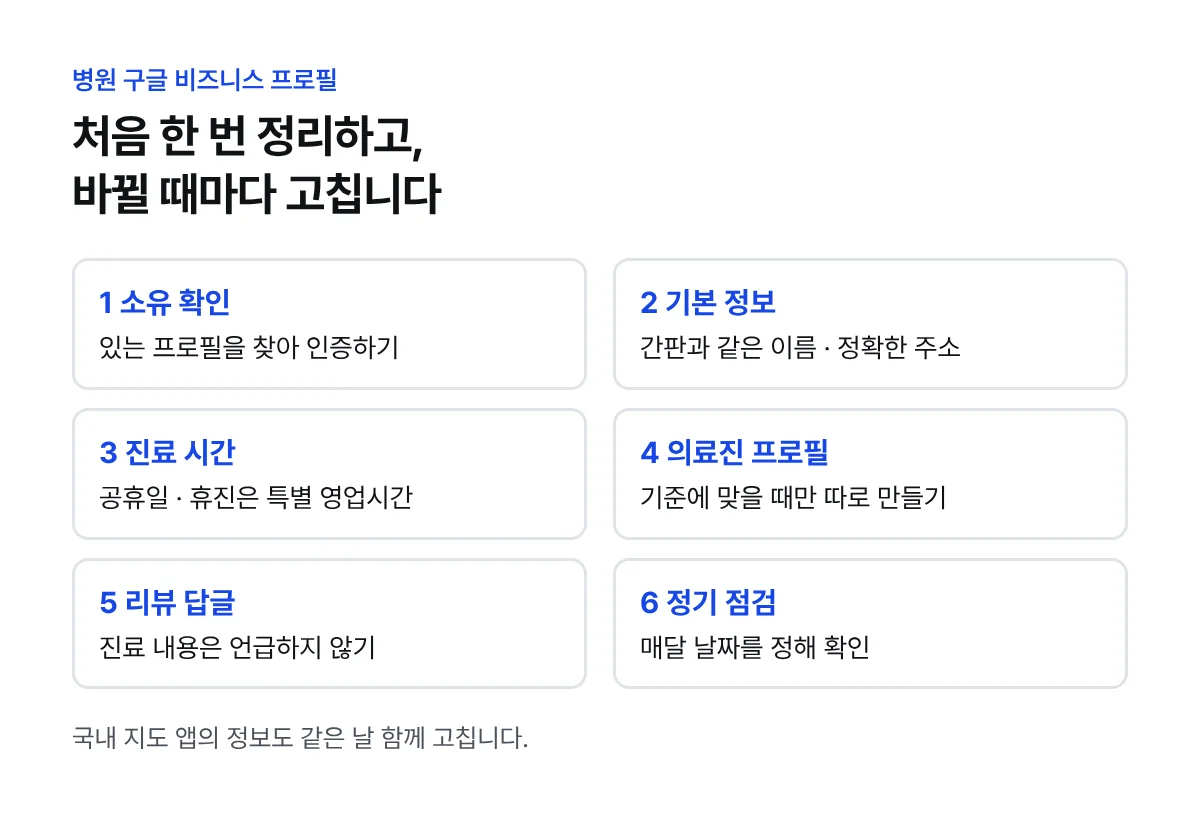 병원 구글 비즈니스 프로필
처음 한 번 정리하고,
바뀔 때마다 고칩니다
1 소유 확인
있는 프로필을 찾아 인증하기
2 기본 정보
간판과 같은 이름 · 정확한 주소
3 진료 시간
공휴일 · 휴진은 특별 영업시간
4 의료진 프로필
기준에 맞을 때만 따로 만들기
5 리뷰 답글
진료 내용은 언급하지 않기
6 정기 점검
매달 날짜를 정해 확인
국내 지도 앱의 정보도 같은 날 함께 고칩니다.